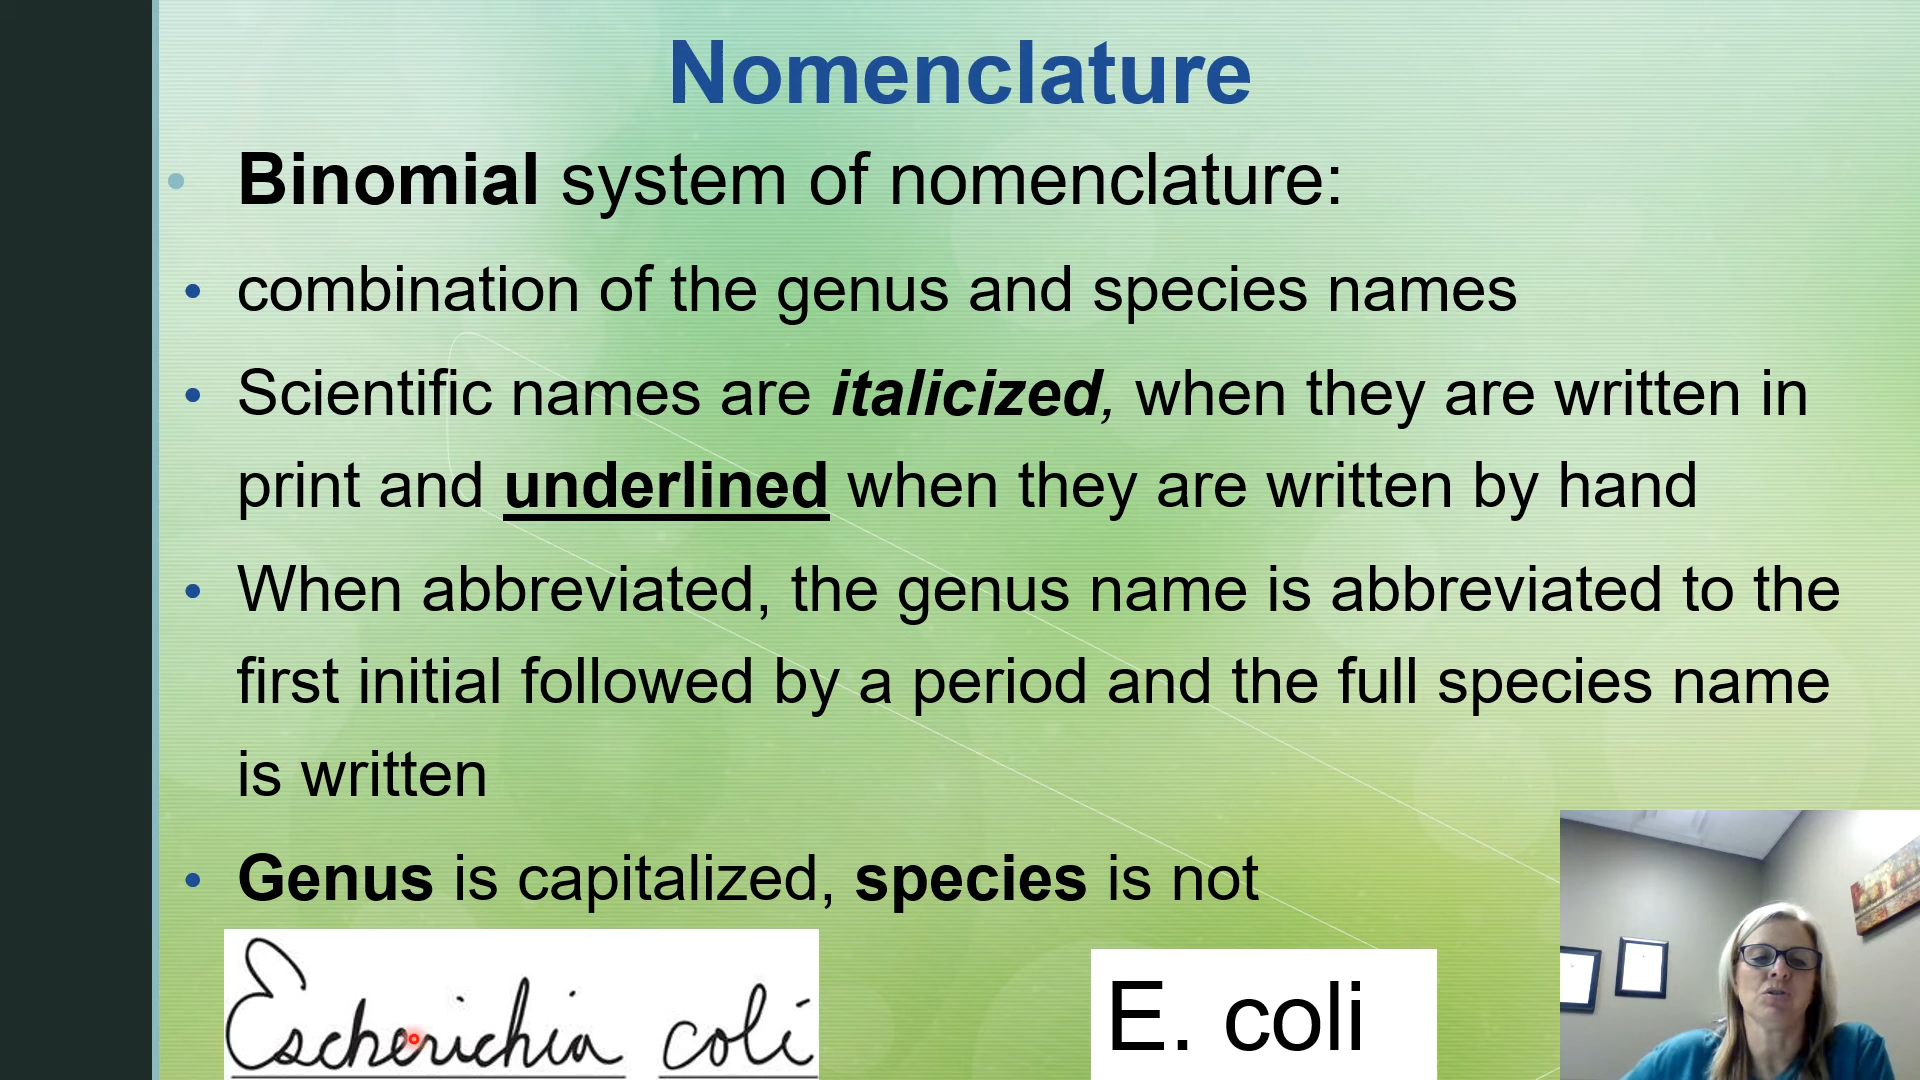 Nomenclature
Binomial system of nomenclature:
combination of the genus and species names
Scientific names are italicized, when they are written in
print and underlined when they are written by hand
When abbreviated, the genus name is abbreviated to the
first initial followed by a period and the full species name
is written
Genus is capitalized, species is not
Escherichia coli
E. coli